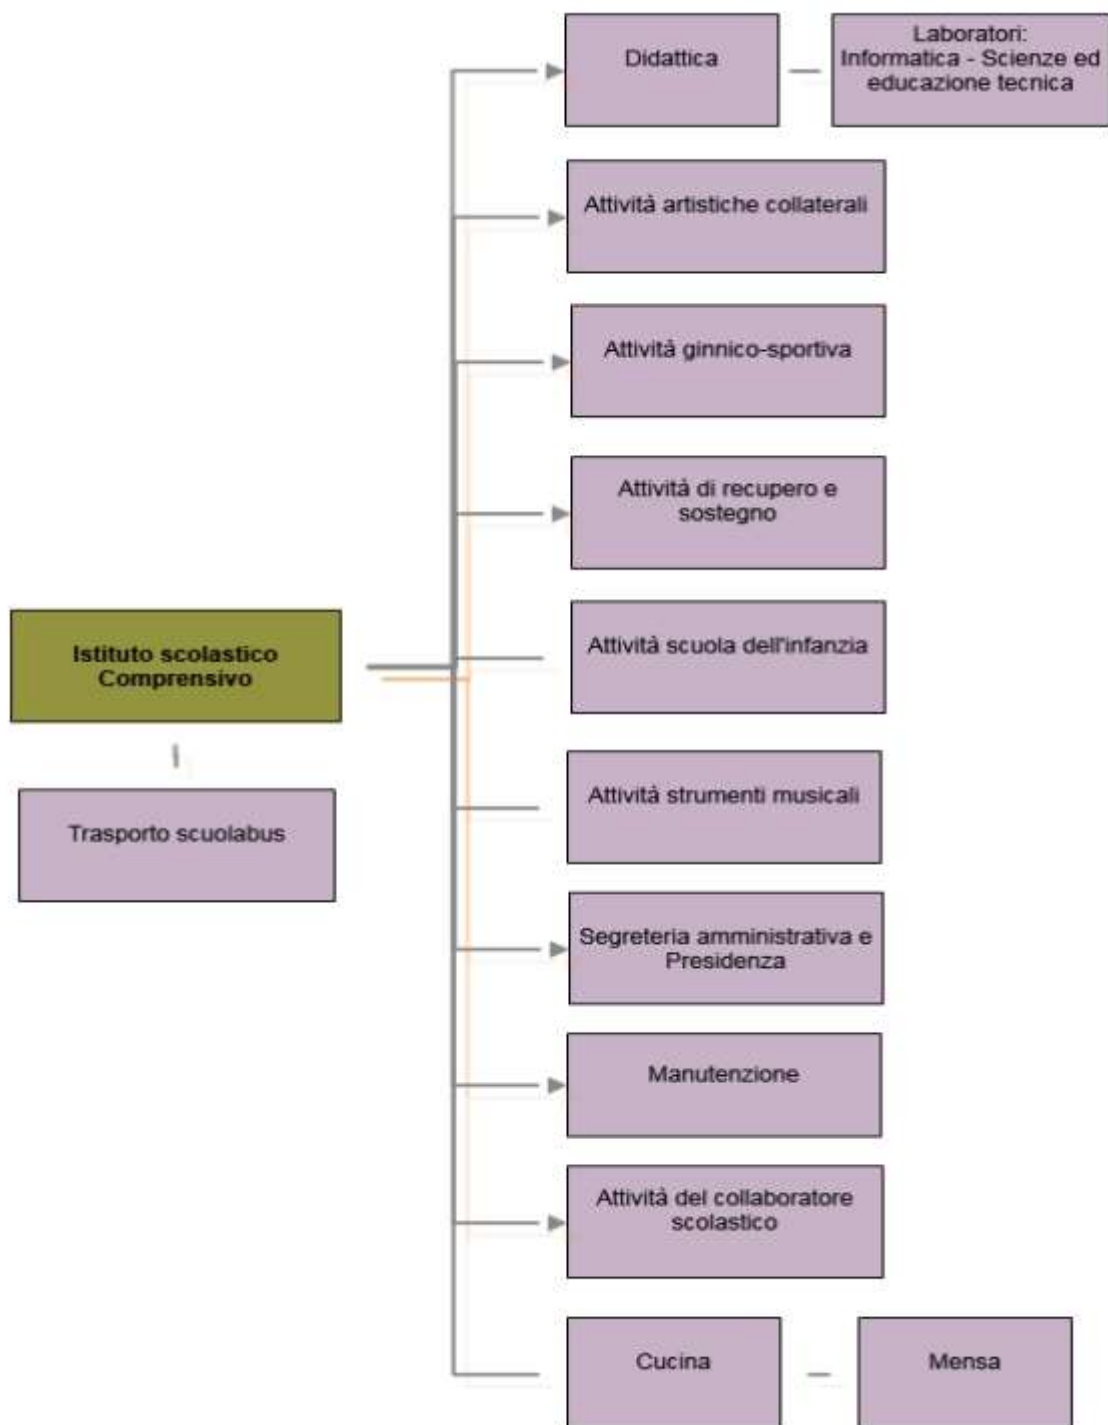 Didattica
Laboratori:
Informatica - Scienze ed
educazione tecnica
Attività artistiche collaterali
Attività ginnico-sportiva
Attività di recupero e
sostegno
Istituto scolastico
Comprensivo
Attività scuola dell'infanzia
Trasporto scuolabus
Attività strumenti musicali
Segreteria amministrativa e
Presidenza
Manutenzione
Attività del collaboratore
scolastico
Cucina
Mensa